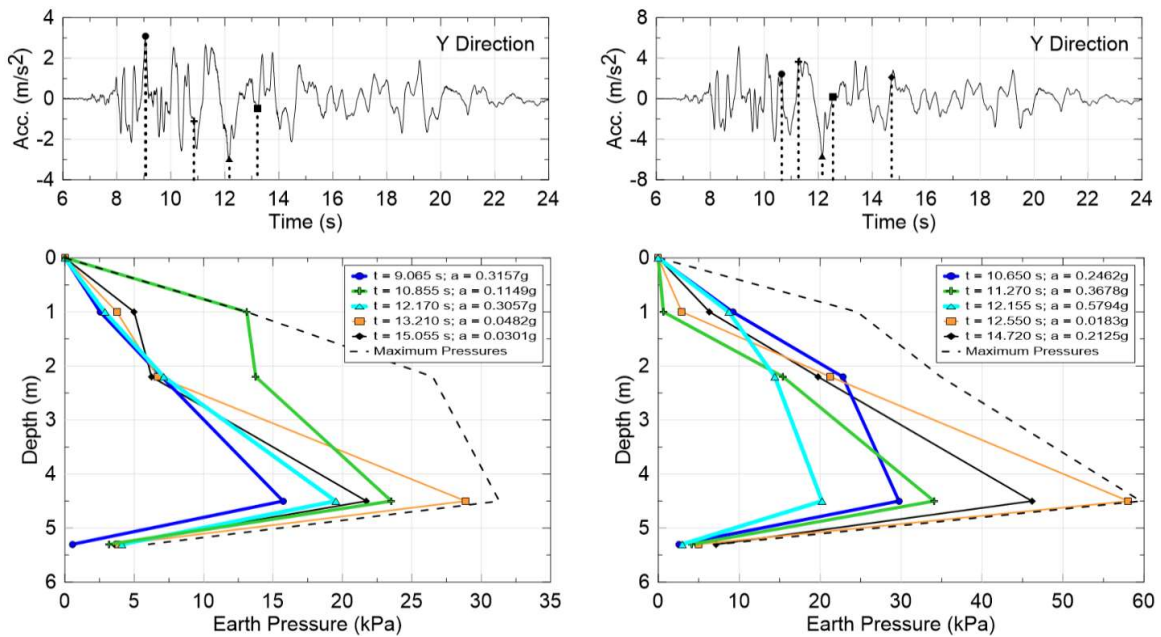 4
2
0
-2
-4
Acc. (m/s²)
Y Direction
6 8 10 12 14 16 18 20 22 24
Time (s)
8
4
0
-4
-8
Acc. (m/s²)
Y Direction
6 8 10 12 14 16 18 20 22 24
Time (s)
0
1
2
3
4
5
6
Depth (m)
t = 9.065 s; a = 0.3157g
t = 10.855 s; a = 0.1149g
t = 12.170 s; a = 0.3057g
t = 13.210 s; a = 0.0482g
t = 15.055 s; a = 0.0301g
Maximum Pressures
0 5 10 15 20 25 30 35
Earth Pressure (kPa)
0
1
2
3
4
5
6
Depth (m)
t = 10.650 s; a = 0.2462g
t = 11.270 s; a = 0.3678g
t = 12.155 s; a = 0.5794g
t = 12.550 s; a = 0.0183g
t = 14.720 s; a = 0.2125g
Maximum Pressures
0 10 20 30 40 50 60
Earth Pressure (kPa)